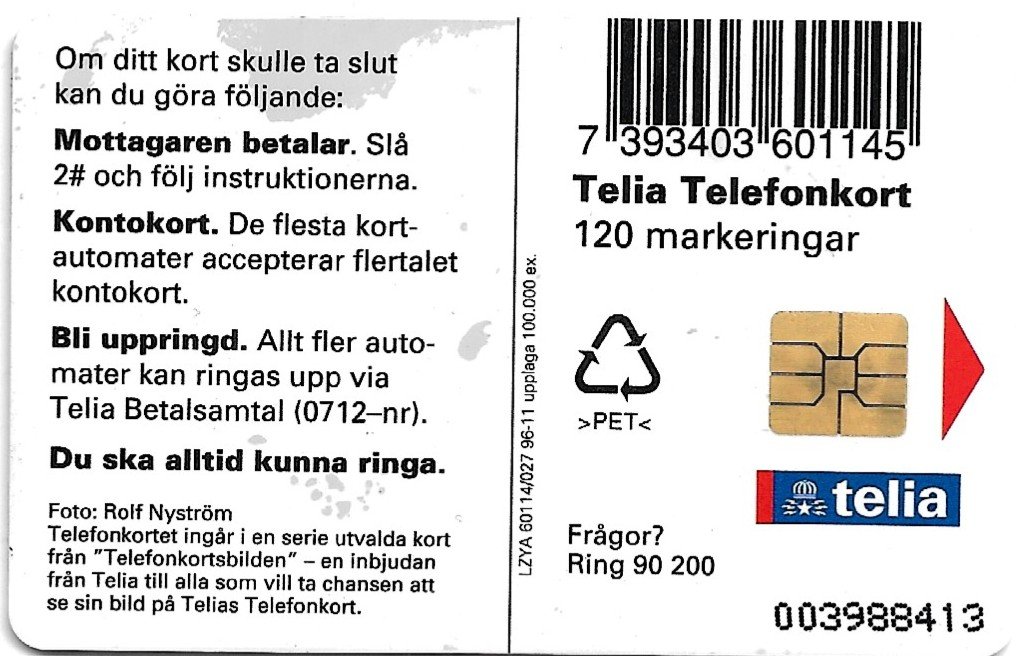 Om ditt kort skulle ta slut
kan du göra följande:
Mottagaren betalar. Slå
2# och följ instruktionerna.
Kontokort. De flesta kort-
automater accepterar flertalet
kontokort.
Bli uppringd. Allt fler auto-
mater kan ringas upp via
Telia Betalsamtal (0712–nr).
Du ska alltid kunna ringa.
Foto: Rolf Nyström
Telefonkortet ingår i en serie utvalda kort
från "Telefonkortsbilden" – en inbjudan
från Telia till alla som vill ta chansen att
se sin bild på Telias Telefonkort.
LZYA 60114/027 96-11 upplaga 100.000 ex.
7 393403 601145
Telia Telefonkort
120 markeringar
>PET<
telia
Frågor?
Ring 90 200
003988413